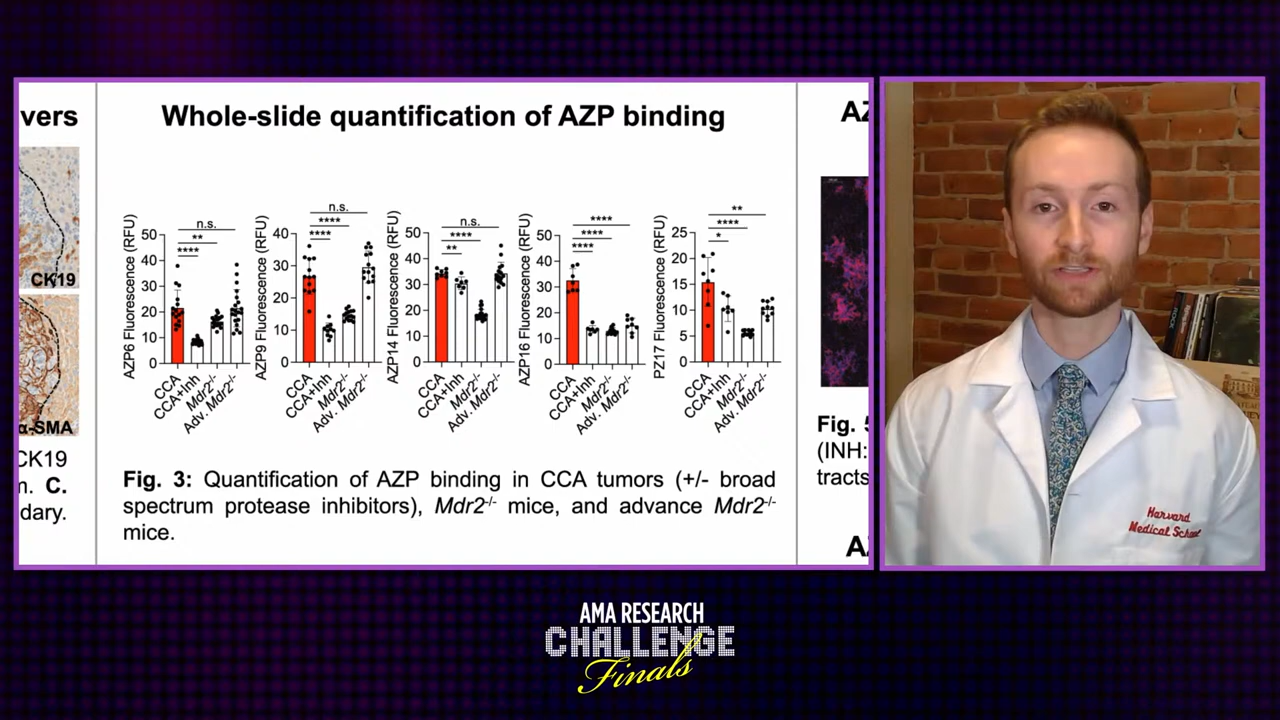 vers
CK19
α-SMA
CK19
n. C.
dary.
Whole-slide quantification of AZP binding
AZP6 Fluorescence (RFU)
50
40
30
20
10
0
n.s.
**
****
CCA
CCA+Inh
Mdr2-/-
Adv. Mdr2-/-
AZP9 Fluorescence (RFU)
40
30
20
10
0
n.s.
****
****
CCA
CCA+Inh
Mdr2-/-
Adv. Mdr2-/-
AZP14 Fluorescence (RFU)
50
40
30
20
10
0
n.s.
****
**
CCA
CCA+Inh
Mdr2-/-
Adv. Mdr2-/-
AZP16 Fluorescence (RFU)
50
40
30
20
10
0
****
****
****
CCA
CCA+Inh
Mdr2-/-
Adv. Mdr2-/-
PZ17 Fluorescence (RFU)
25
20
15
10
5
0
**
****
*
CCA
CCA+Inh
Mdr2-/-
Adv. Mdr2-/-
Fig. 3: Quantification of AZP binding in CCA tumors (+/- broad
spectrum protease inhibitors), Mdr2-/- mice, and advance Mdr2-/-
mice.
AZ
Fig. 5
(INH:
tracts
A
Harvard
Medical School
AMA RESEARCH
CHALLENGE
Finals